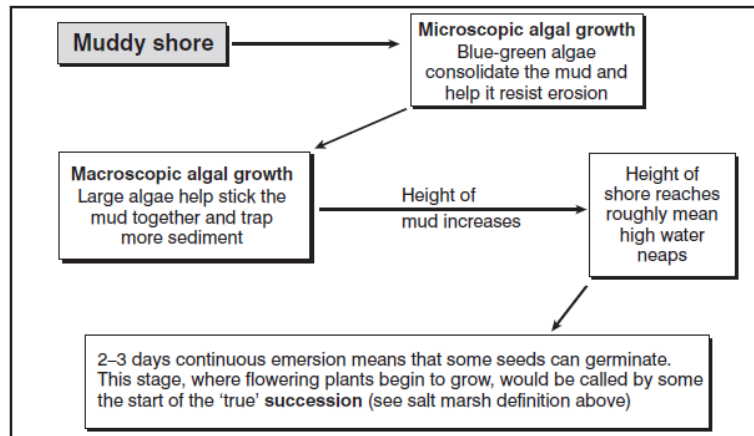 Muddy shore
Microscopic algal growth
Blue-green algae
consolidate the mud and
help it resist erosion
Macroscopic algal growth
Large algae help stick the
mud together and trap
more sediment
Height of
mud increases
Height of
shore reaches
roughly mean
high water
neaps
2–3 days continuous emersion means that some seeds can germinate.
This stage, where flowering plants begin to grow, would be called by some
the start of the ‘true’ succession (see salt marsh definition above)